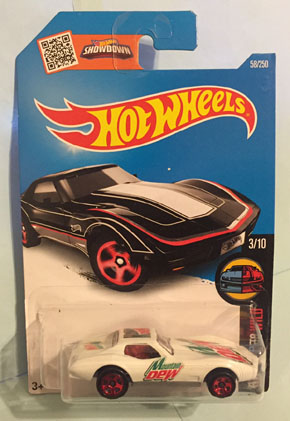 SHOWDOWN
58/250
HOT WHEELS
3/10
MOUNTAIN
DEW
3+